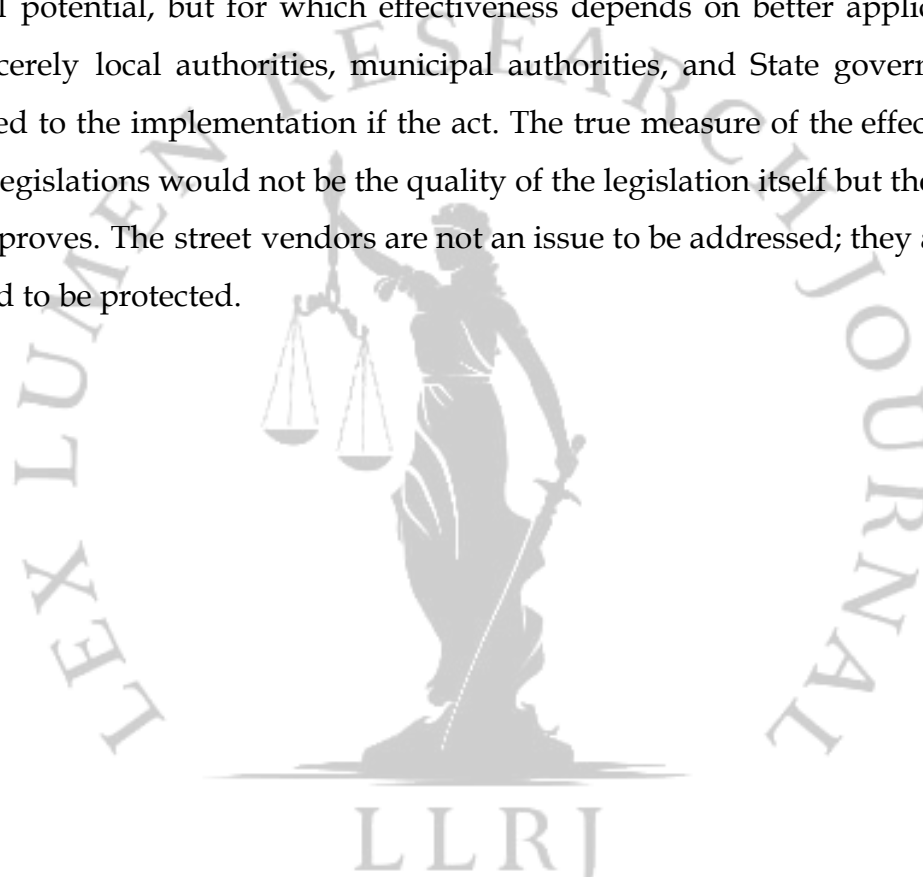 l potential, but for which effectiveness depends on better applic
cerely local authorities, municipal authorities, and State govern
ed to the implementation if the act. The true measure of the effec
egislations would not be the quality of the legislation itself but the
proves. The street vendors are not an issue to be addressed; they a
d to be protected.
LEX LUMEN RESEARCH JOURNAL
LLRJ